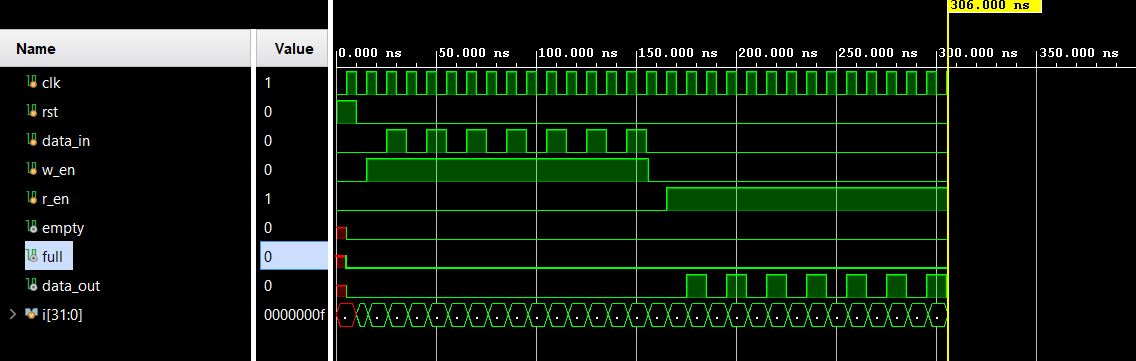 306.000 ns
Name Value 0.000 ns 50.000 ns 100.000 ns 150.000 ns 200.000 ns 250.000 ns 300.000 ns 350.000 ns
clk 1
rst 0
data_in 0
w_en 0
r_en 1
empty 0
full 0
data_out 0
i[31:0] 0000000f